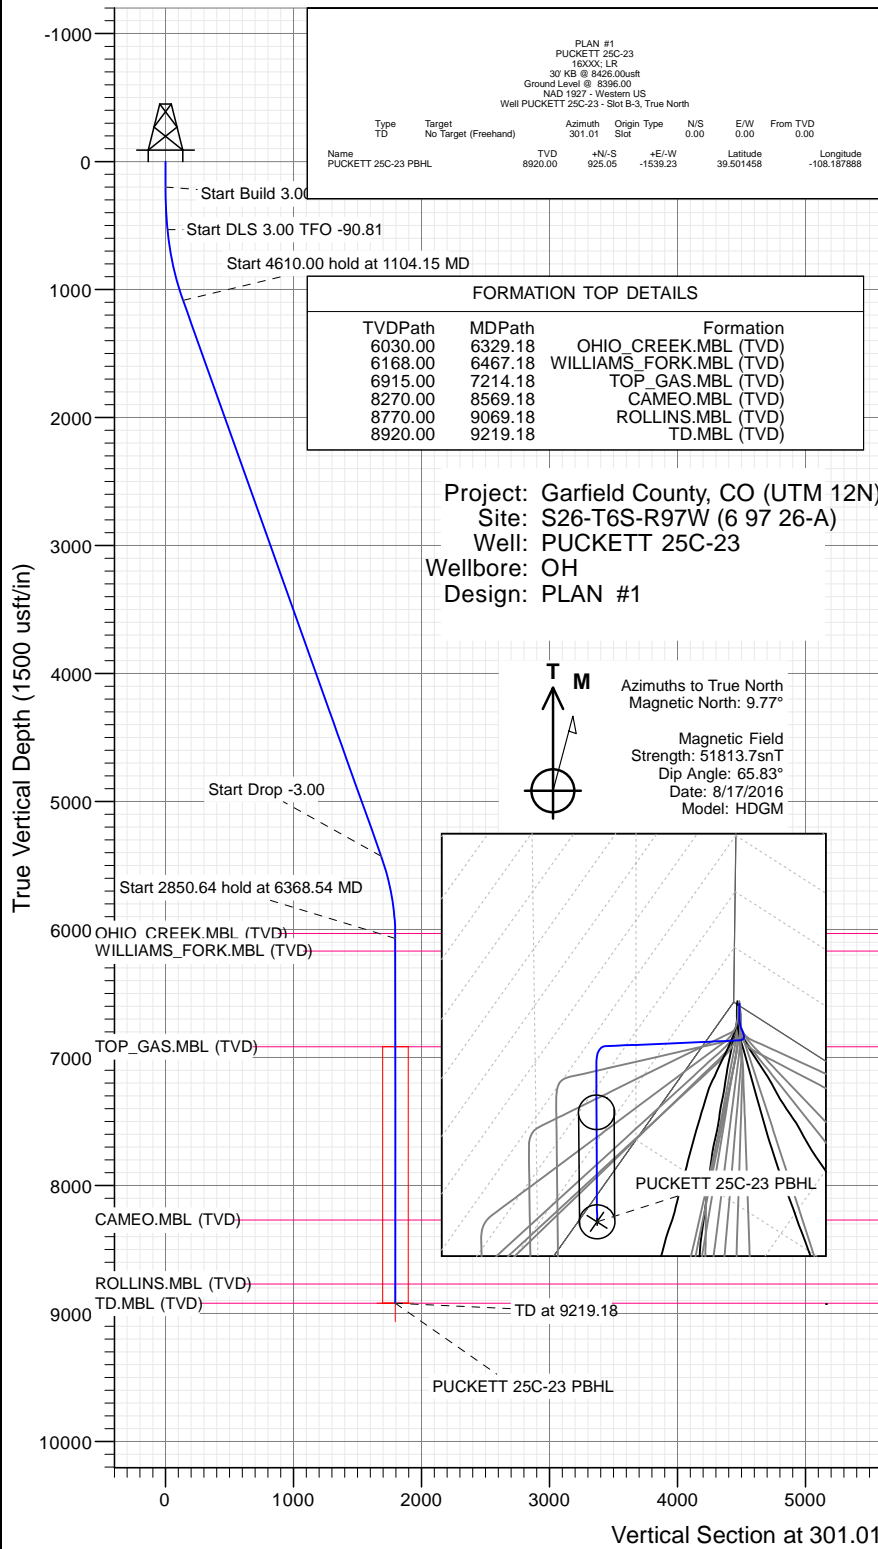 PLAN #1
PUCKETT 25C-23
16XXX; LR
30' KB @ 8426.00usft
Ground Level @ 8396.00
NAD 1927 - Western US
Well PUCKETT 25C-23 - Slot B-3, True North
Type Target Azimuth Origin Type N/S E/W From TVD
TD No Target (Freehand) 301.01 Slot 0.00 0.00 0.00
Name TVD +N/-S +E/-W Latitude Longitude
PUCKETT 25C-23 PBHL 8920.00 925.05 -1539.23 39.501458 -108.187888
-1000
0
1000
2000
3000
4000
5000
6000
7000
8000
9000
10000
True Vertical Depth (1500 usft/in)
Start Build 3.00
Start DLS 3.00 TFO -90.81
Start 4610.00 hold at 1104.15 MD
FORMATION TOP DETAILS
TVDPath MDPath Formation
6030.00 6329.18 OHIO_CREEK.MBL (TVD)
6168.00 6467.18 WILLIAMS_FORK.MBL (TVD)
6915.00 7214.18 TOP_GAS.MBL (TVD)
8270.00 8569.18 CAMEO.MBL (TVD)
8770.00 9069.18 ROLLINS.MBL (TVD)
8920.00 9219.18 TD.MBL (TVD)
Project: Garfield County, CO (UTM 12N)
Site: S26-T6S-R97W (6 97 26-A)
Well: PUCKETT 25C-23
Wellbore: OH
Design: PLAN #1
T M
Azimuths to True North
Magnetic North: 9.77°
Magnetic Field
Strength: 51813.7snT
Dip Angle: 65.83°
Date: 8/17/2016
Model: HDGM
Start Drop -3.00
Start 2850.64 hold at 6368.54 MD
OHIO_CREEK.MBL (TVD)
WILLIAMS_FORK.MBL (TVD)
TOP_GAS.MBL (TVD)
CAMEO.MBL (TVD)
ROLLINS.MBL (TVD)
TD.MBL (TVD)
PUCKETT 25C-23 PBHL
TD at 9219.18
PUCKETT 25C-23 PBHL
0 1000 2000 3000 4000 5000
Vertical Section at 301.01